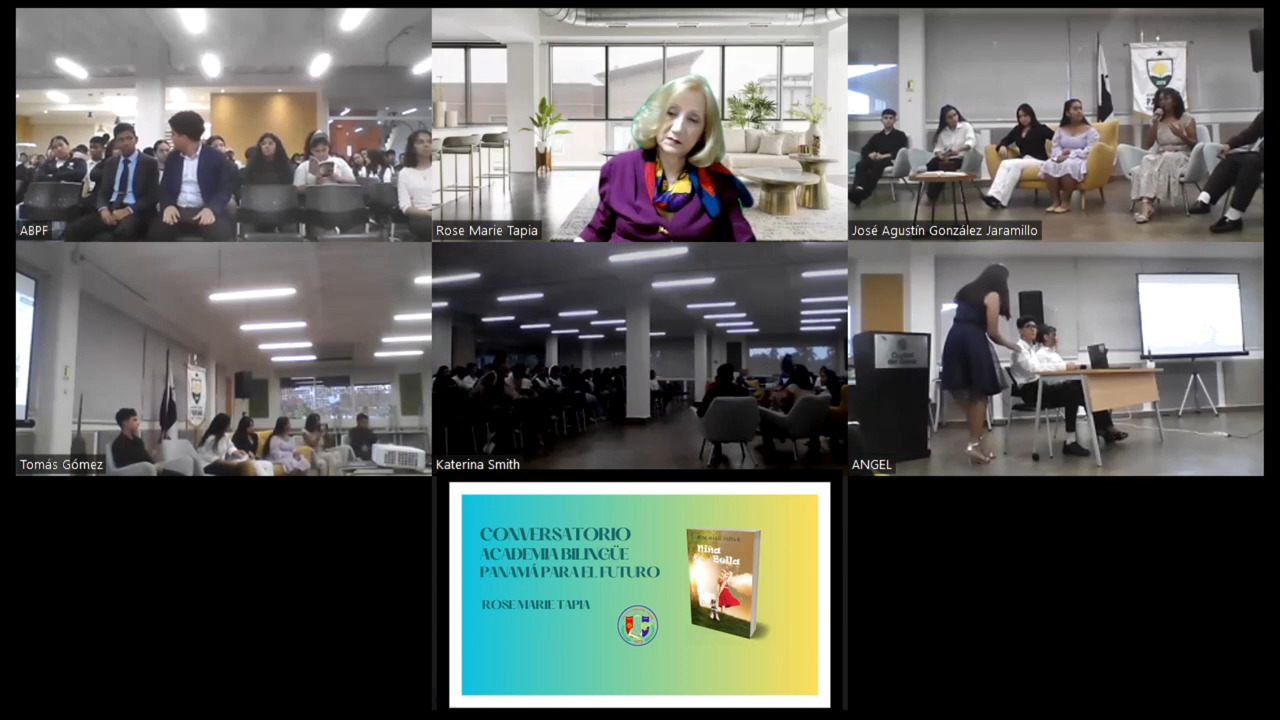 ABPF
Rose Marie Tapia
José Agustín González Jaramillo
Tomás Gómez
Katerina Smith
ANGEL
CONVERSATORIO
ACADEMIA BILINGÜE
PANAMÁ PARA EL FUTURO
ROSE MARIE TAPIA
Niña
Bella